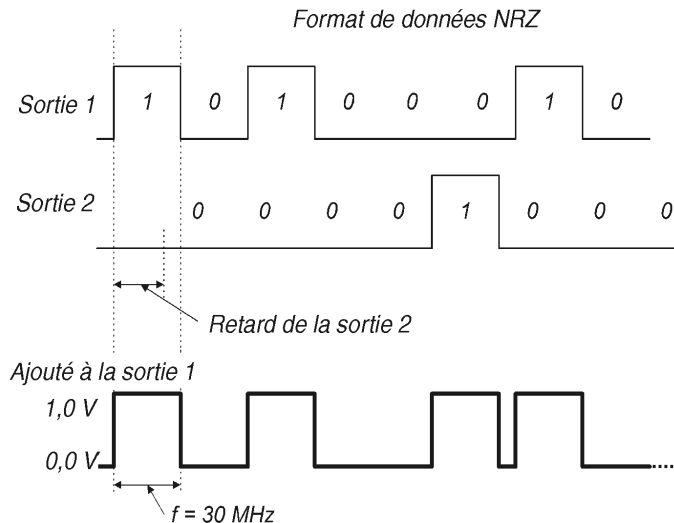 Format de données NRZ
Sortie 1 1 0 1 0 0 0 1 0
Sortie 2 0 0 0 0 1 0 0 0
Retard de la sortie 2
Ajouté à la sortie 1
1,0 V
0,0 V
f = 30 MHz